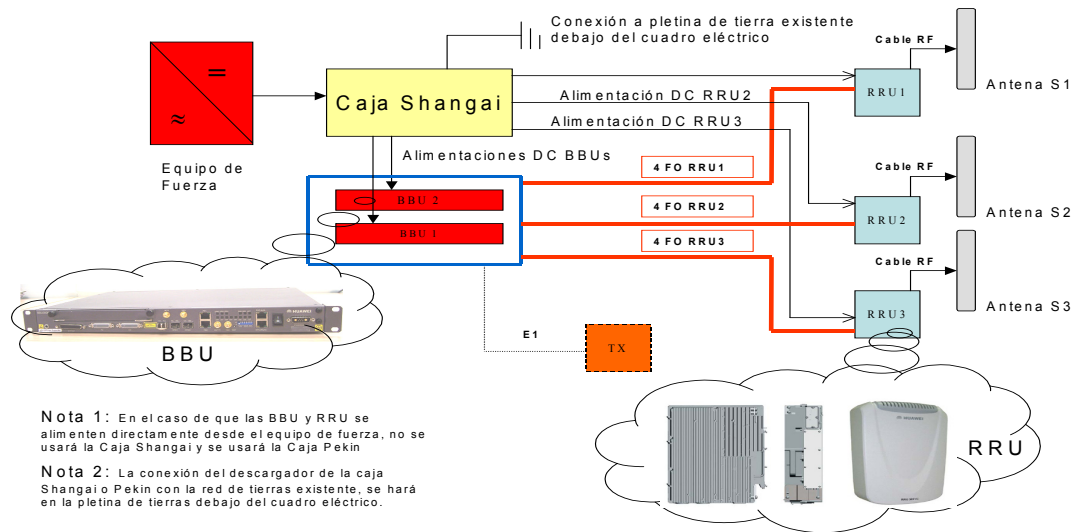 Conexión a pletina de tierra existente
debajo del cuadro eléctrico
Cable RF
Antena S1
RRU1
Caja Shangai
Alimentación DC RRU2
Alimentación DC RRU3
Equipo de
Fuerza
Alimentaciones DC BBUs
4 FO RRU1
Cable RF
BBU 2
4 FO RRU2
RRU2
Antena S2
BBU 1
4 FO RRU3
Cable RF
RRU3
Antena S3
HUAWEI
BBU
E1
TX
Nota 1: En el caso de que las BBU y RRU se
alimenten directamente desde el equipo de fuerza, no se
usará la Caja Shangai y se usará la Caja Pekin
HUAWEI
RRU
Nota 2: La conexión del descargador de la caja
Shangai o Pekin con la red de tierras existente, se hará
en la pletina de tierras debajo del cuadro eléctrico.